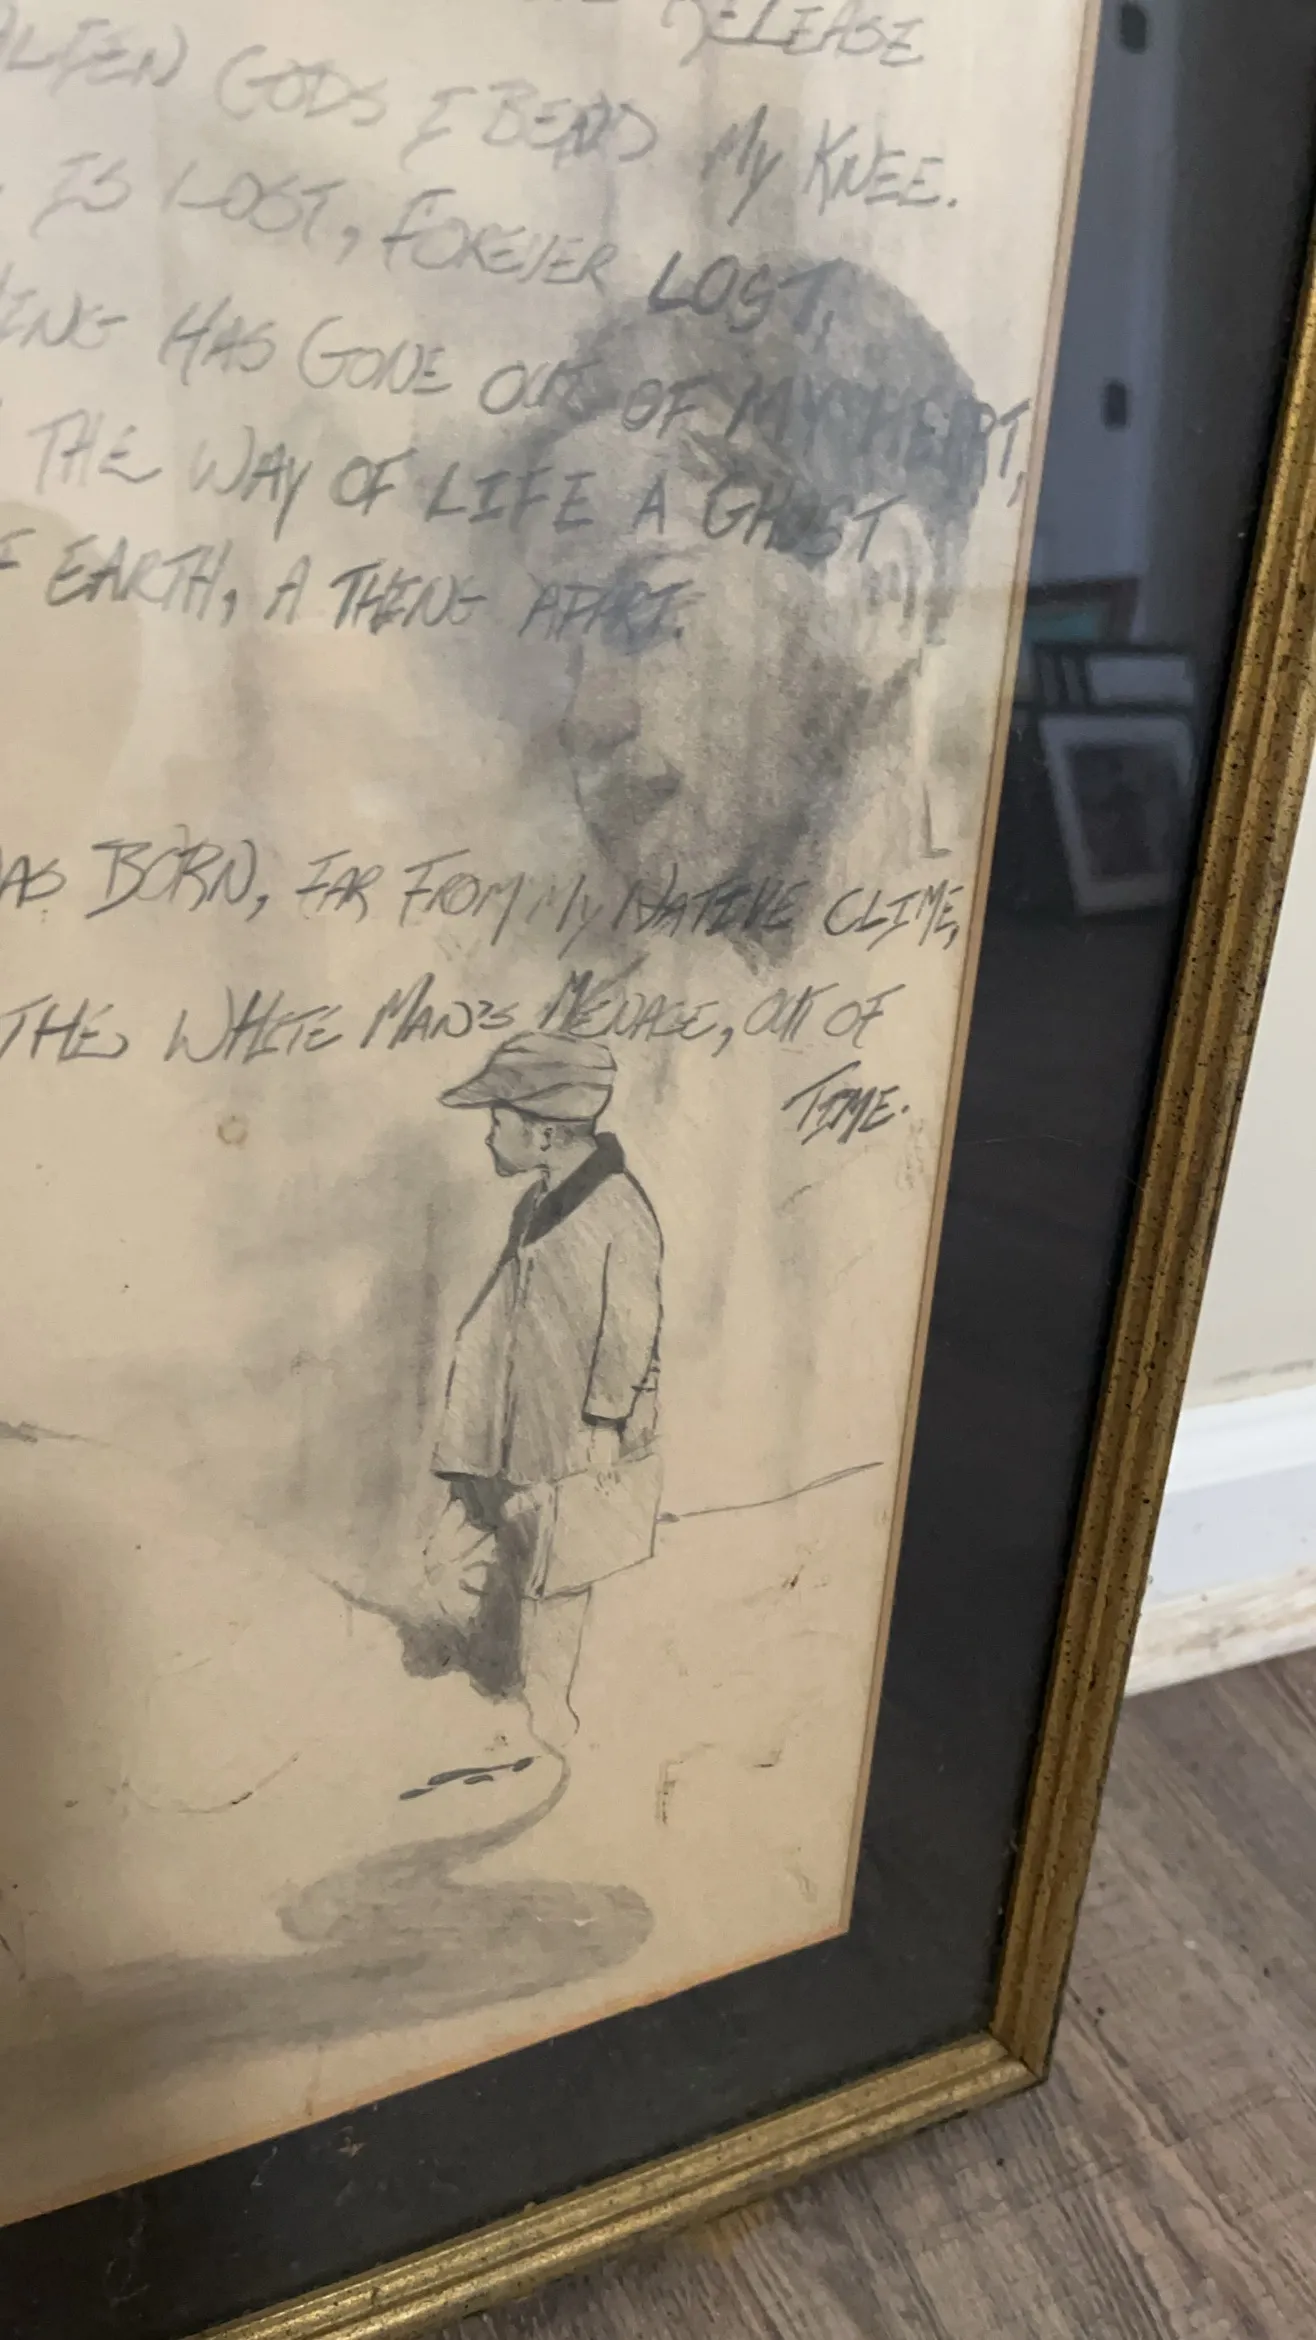 RELEASE
ALIEN GODS I BEND MY KNEE.
IS LOST, FOREVER LOST,
HAS GONE OUT OF MY HEART,
THE WAY OF LIFE A GHOST
EARTH, A THING APART.
BORN, FAR FROM MY NATIVE CLIME,
THE WHITE MAN'S MENACE, OUT OF
TIME.